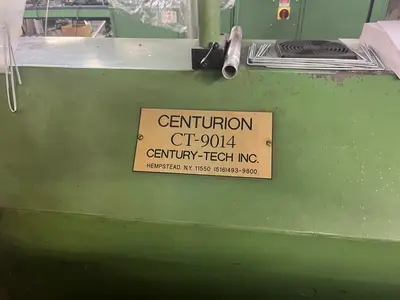 CENTURION
CT-9014
CENTURY-TECH INC.
HEMPSTEAD, N.Y. 11550 (516)493-9800